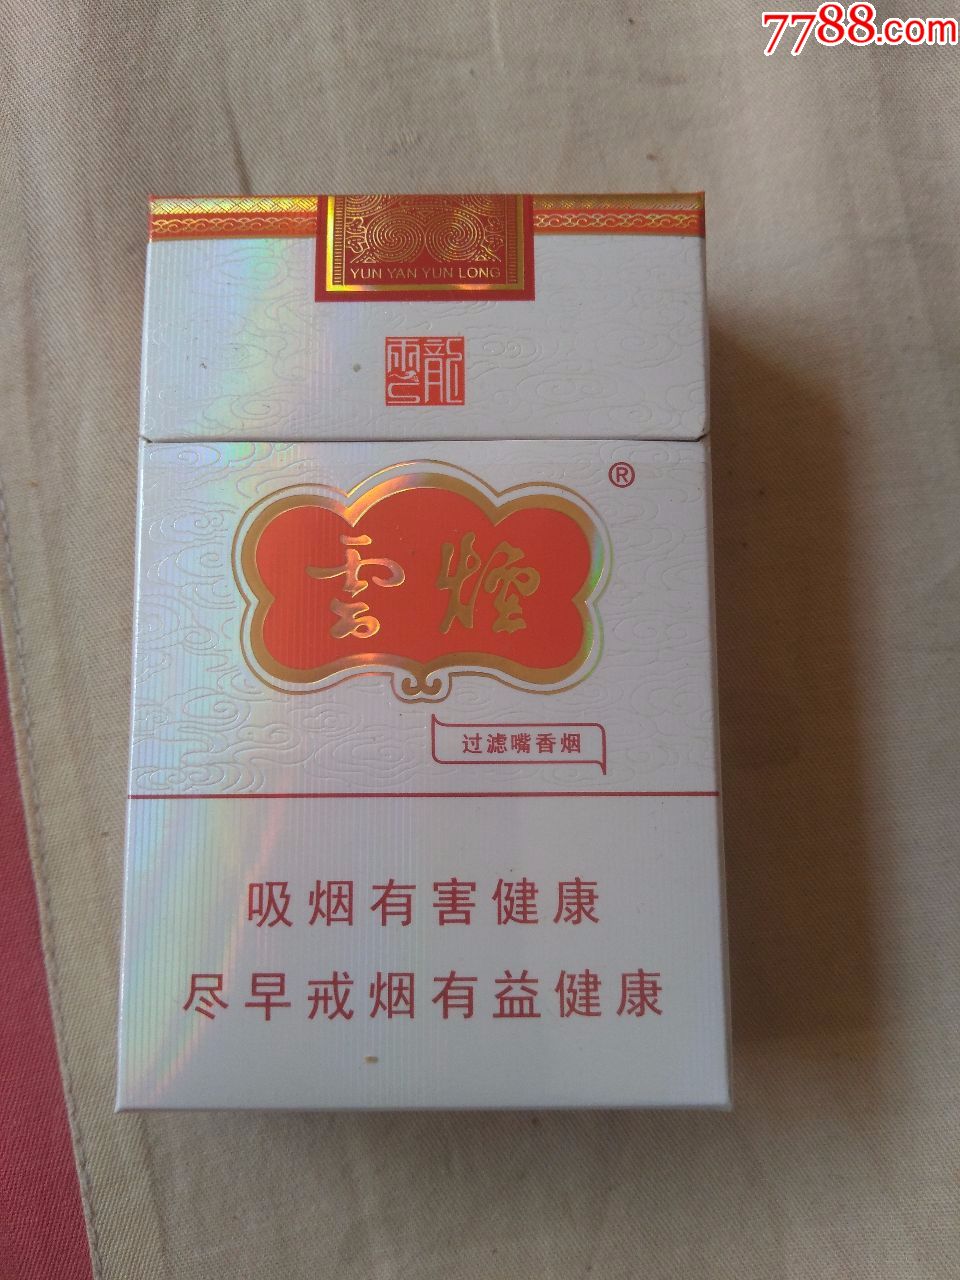 7788.com
YUN YAN YUN LONG
雲龍
®
雲煙
过滤嘴香烟
吸烟有害健康
尽早戒烟有益健康